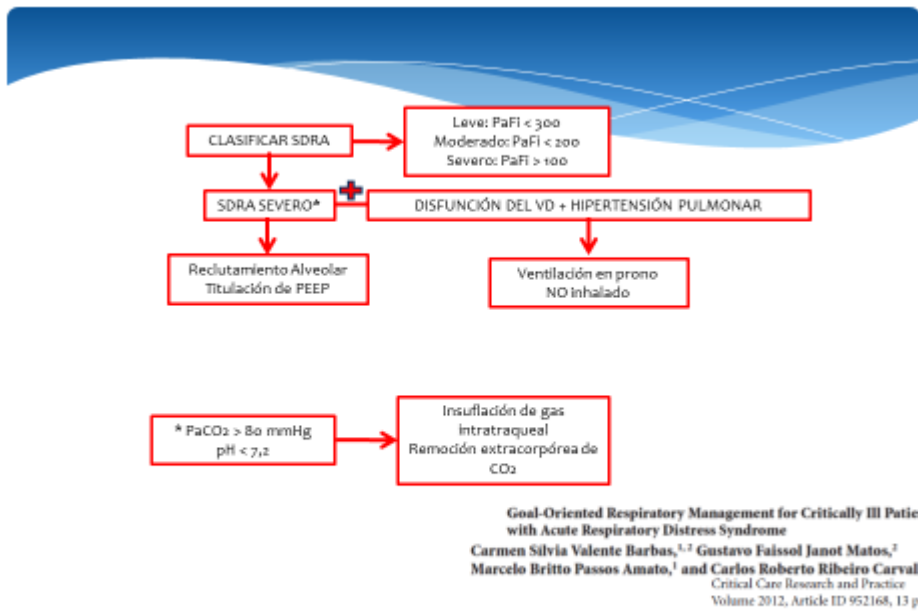 CLASIFICAR SDRA
Leve: PaFi < 300
Moderado: PaFi < 200
Severo: PaFi > 100
SDRA SEVERO*
DISFUNCIÓN DEL VD + HIPERTENSIÓN PULMONAR
Reclutamiento Alveolar
Titulación de PEEP
Ventilación en prono
NO inhalado
* PaCO2 > 80 mmHg
pH < 7,2
Insuflación de gas
intratraqueal
Remoción extracorpórea de
CO2
Goal-Oriented Respiratory Management for Critically Ill Patie
with Acute Respiratory Distress Syndrome
Carmen Sílvia Valente Barbas,1,2 Gustavo Faissol Janot Matos,2
Marcelo Britto Passos Amato,1 and Carlos Roberto Ribeiro Carval
Critical Care Research and Practice
Volume 2012, Article ID 952168, 13 p